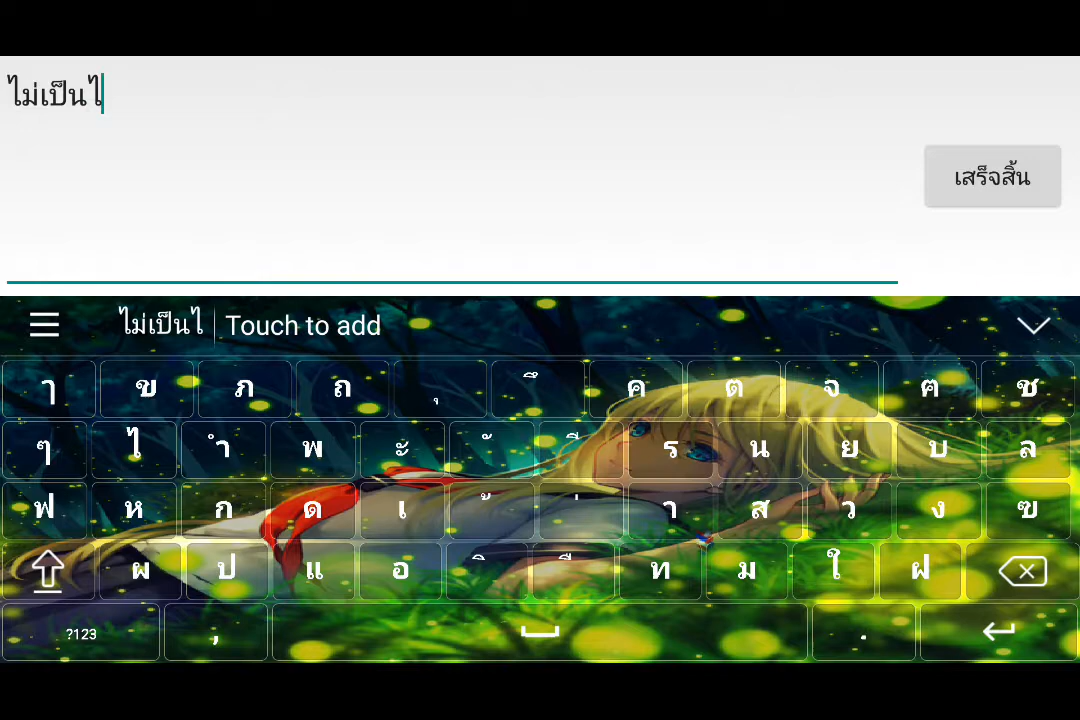 ไม่เป็นไ
เสร็จสิ้น
ไม่เป็นไ Touch to add
ๅ ข ภ ถ ุ ึ ค ต จ ฅ ช
ๆ ไ ำ พ ะ ั ี ร น ย บ ล
ฟ ห ก ด เ ้ ่ า ส ว ง ฃ
ผ ป แ อ ิ ื ท ม ใ ฝ
?123 , .